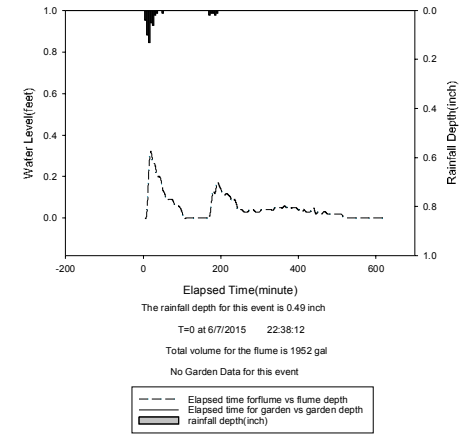 1.0
0.8
0.6
0.4
0.2
0.0
Water Level(feet)
0.0
0.2
0.4
0.6
0.8
1.0
Rainfall Depth(inch)
-200 0 200 400 600
Elapsed Time(minute)
The rainfall depth for this event is 0.49 inch
T=0 at 6/7/2015 22:38:12
Total volume for the flume is 1952 gal
No Garden Data for this event
Elapsed time forflume vs flume depth
Elapsed time for garden vs garden depth
rainfall depth(inch)